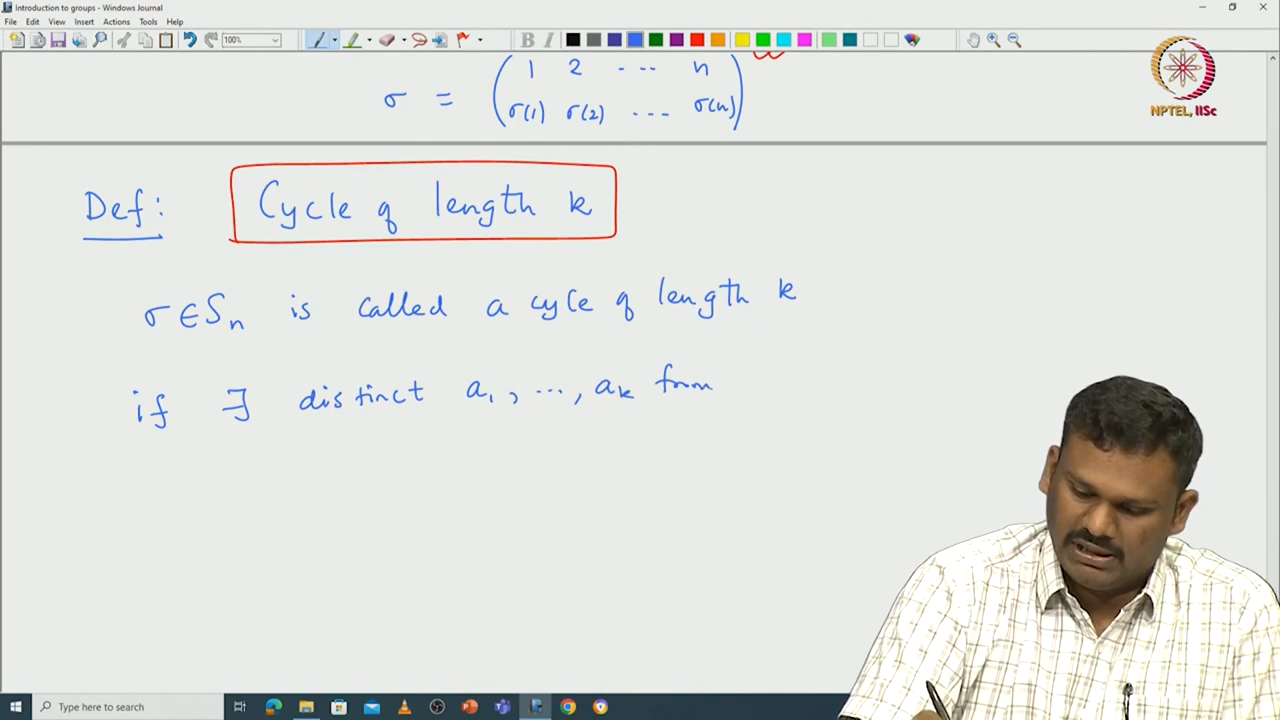 Introduction to groups - Windows Journal
File Edit View Insert Actions Tools Help
100%
B I
NPTEL, IISc
1 2 ... n
σ = σ(1) σ(2) ... σ(n)
Def: Cycle of length k
σ∈Sn is called a cycle of length k
if ∃ distinct a1, ..., ak from
Type here to search